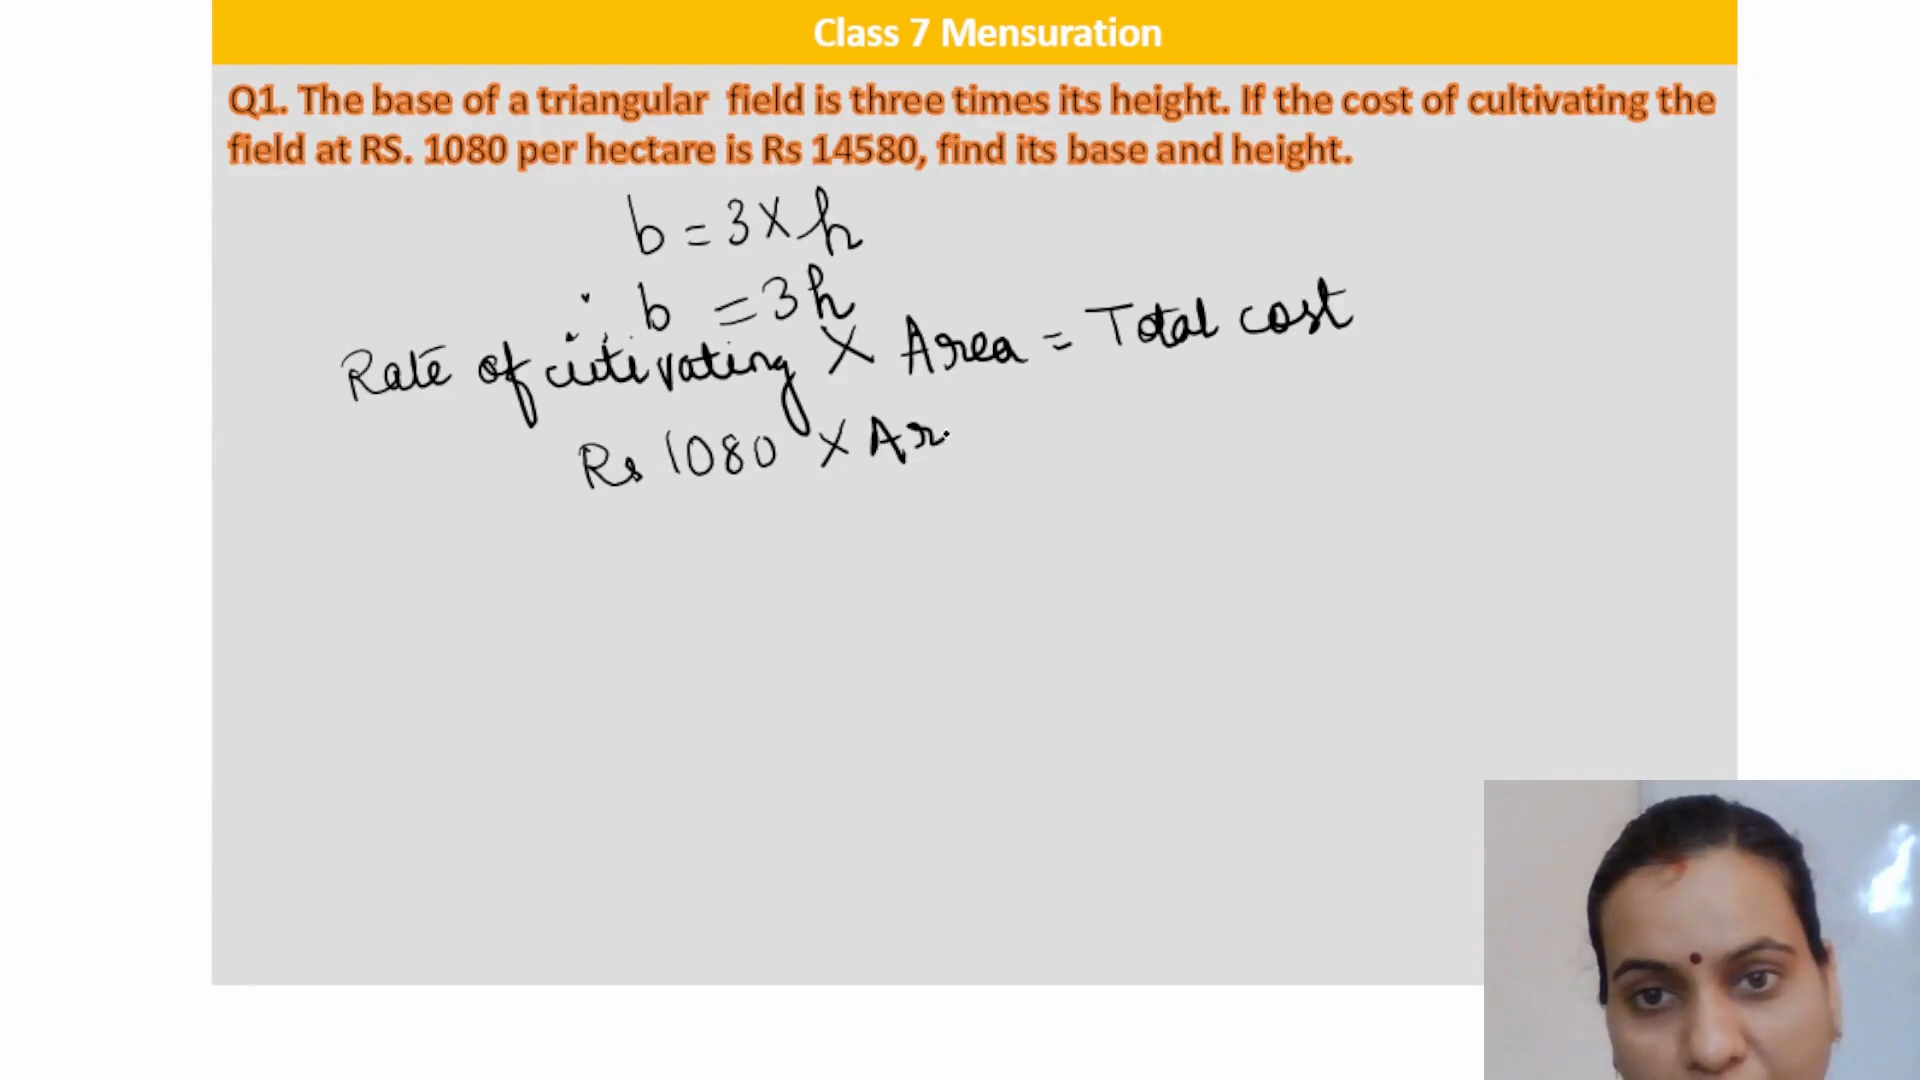 Class 7 Mensuration
Q1. The base of a triangular field is three times its height. If the cost of cultivating the
field at RS. 1080 per hectare is Rs 14580, find its base and height.
b = 3 × h
b = 3h
Rate of cultivating × Area = Total cost
Rs 1080 × Ar